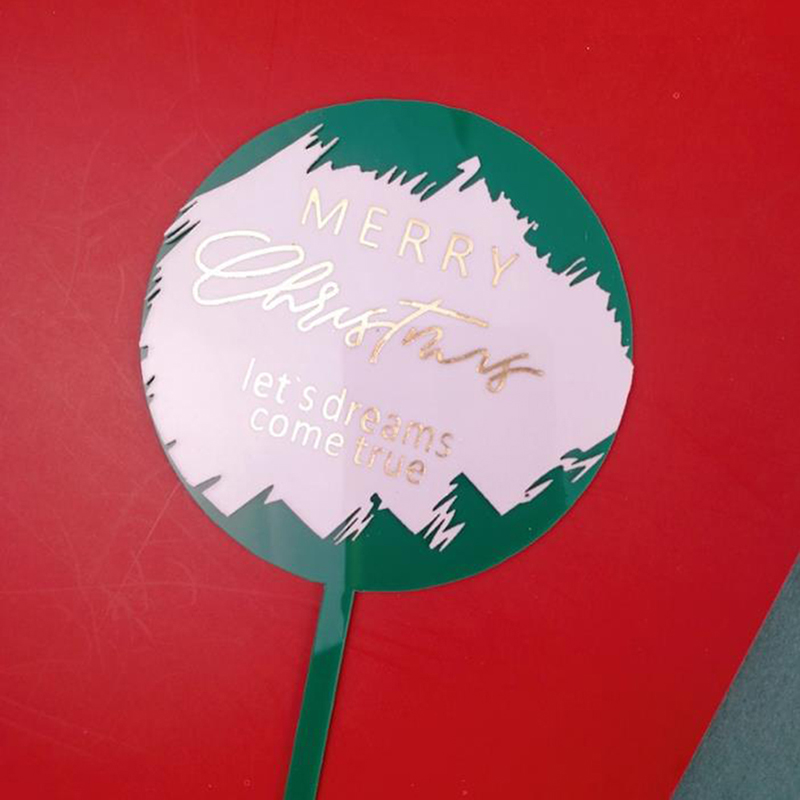 MERRY
Christmas
let`s dreams
come true